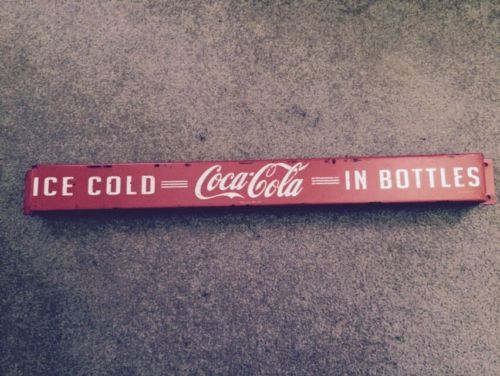 ICE COLD Coca-Cola IN BOTTLES